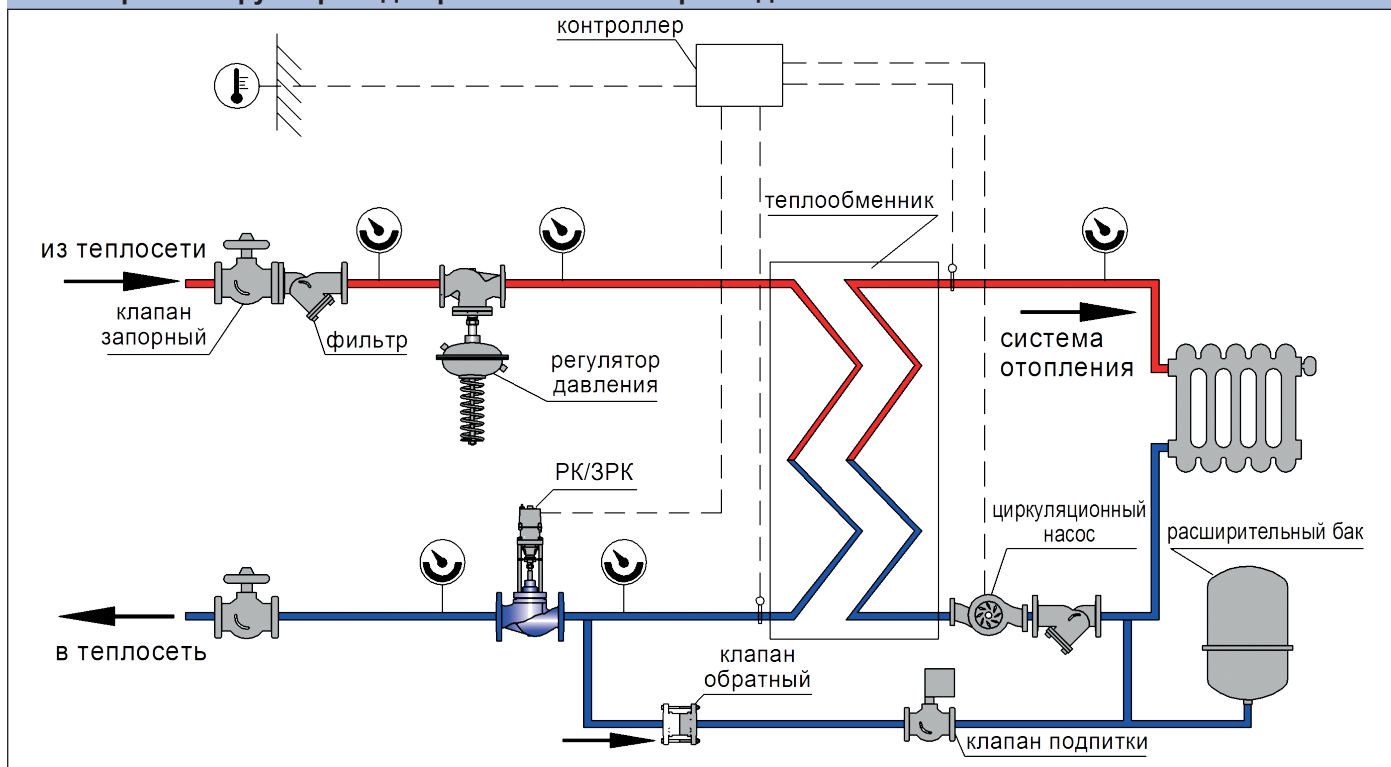 контроллер
теплообменник
из теплосети
клапан
запорный
фильтр
регулятор
давления
система
отопления
РК/ЗРК
циркуляционный
насос
расширительный бак
в теплосеть
клапан
обратный
клапан подпитки